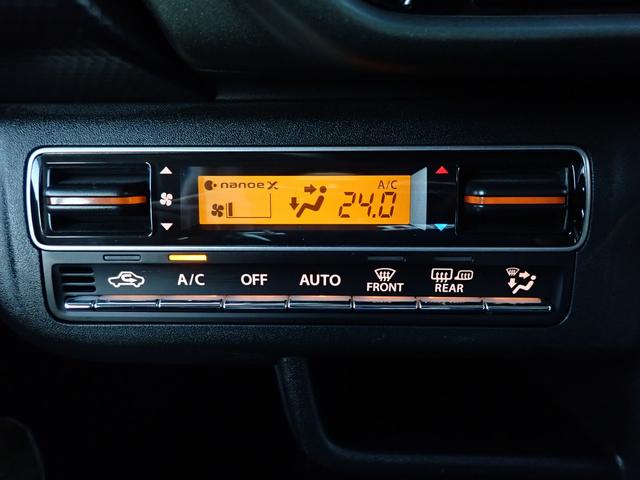 nanoe X
A/C
24.0
A/C
OFF
AUTO
FRONT
REAR